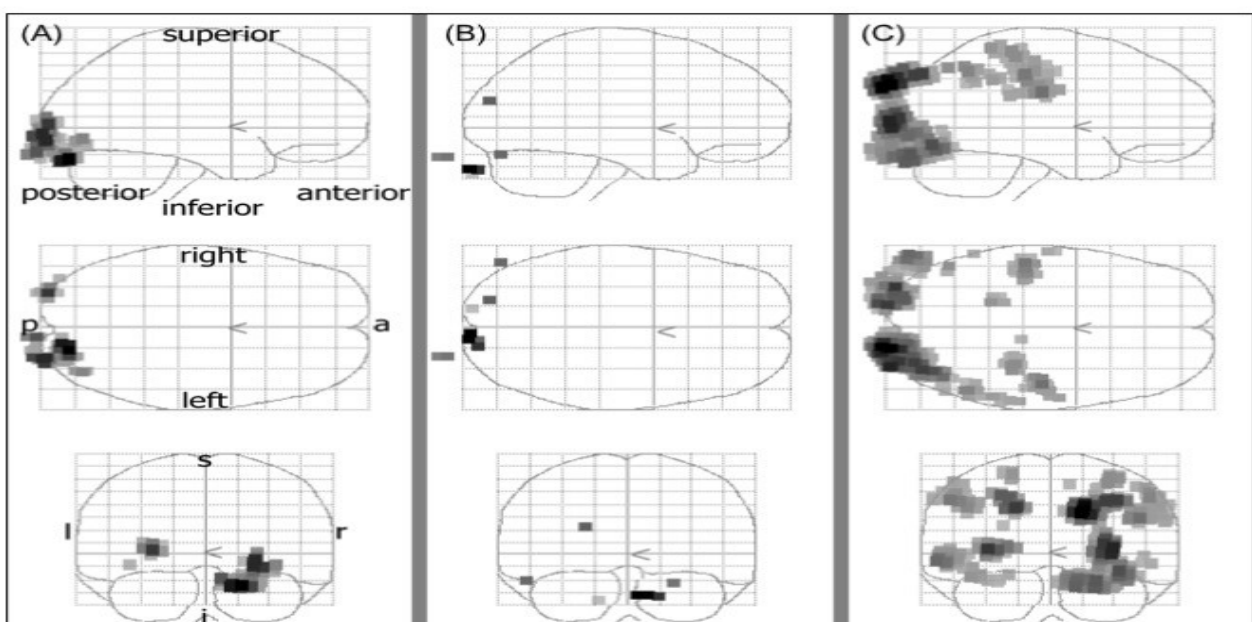 (A) superior (B) (C)
posterior anterior
inferior
right
p a
left
s
l r
i